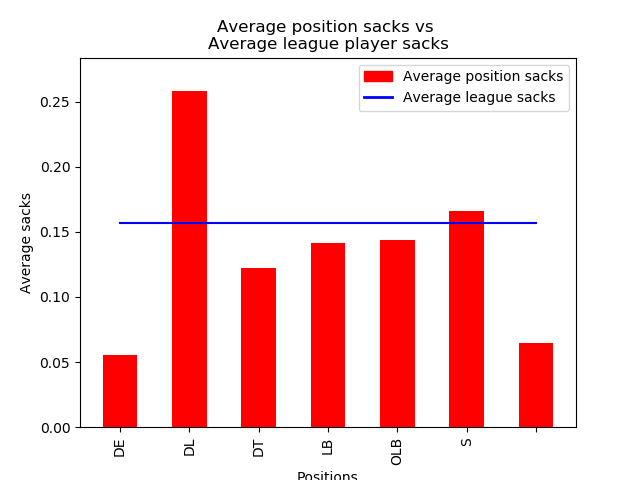 Average position sacks vs
Average league player sacks
Average position sacks
Average league sacks
Average sacks
0.25
0.20
0.15
0.10
0.05
0.00
DE
DL
DT
LB
OLB
S
Positions